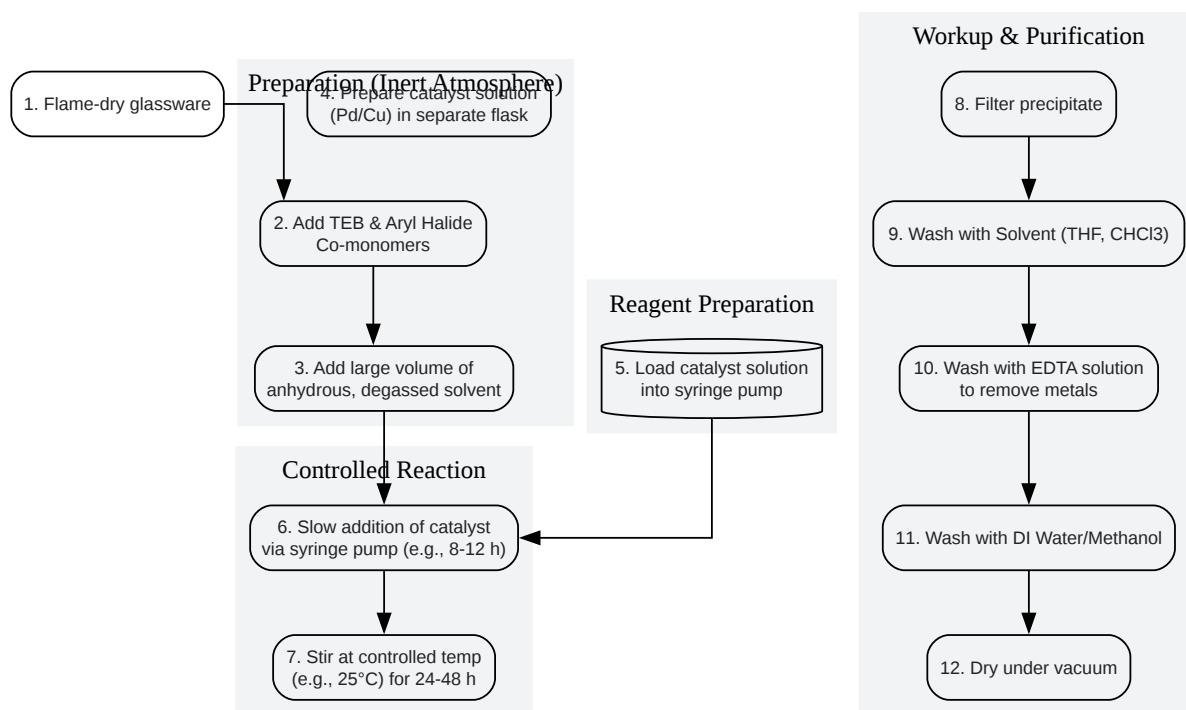 Preparation (Inert Atmosphere)
1. Flame-dry glassware
4. Prepare catalyst solution
(Pd/Cu) in separate flask
2. Add TEB & Aryl Halide
Co-monomers
3. Add large volume of
anhydrous, degassed solvent
Reagent Preparation
5. Load catalyst solution
into syringe pump
Controlled Reaction
6. Slow addition of catalyst
via syringe pump (e.g., 8-12 h)
7. Stir at controlled temp
(e.g., 25°C) for 24-48 h
Workup & Purification
8. Filter precipitate
9. Wash with Solvent (THF, CHCl3)
10. Wash with EDTA solution
to remove metals
11. Wash with DI Water/Methanol
12. Dry under vacuum